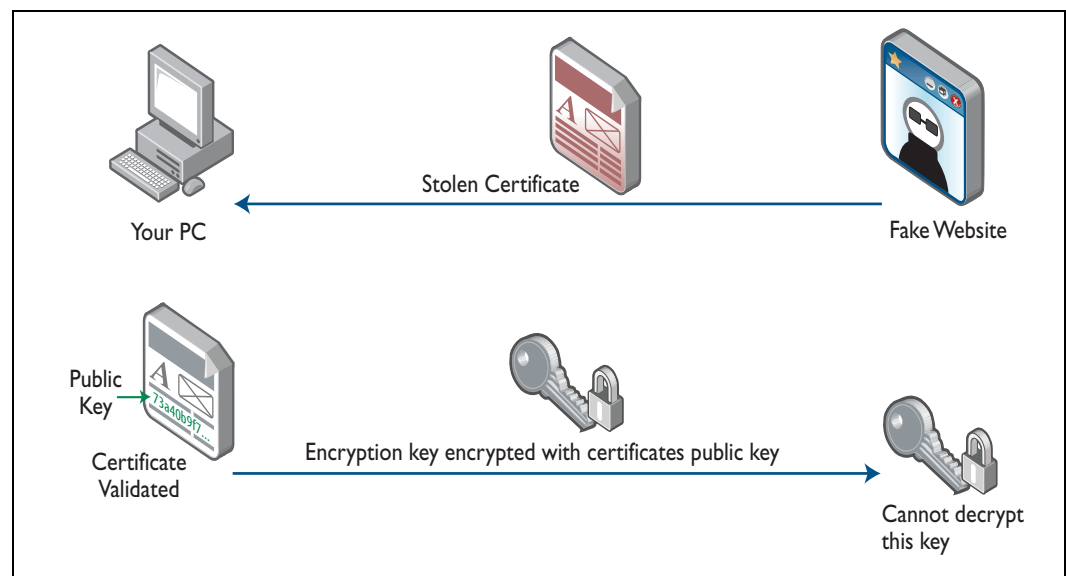 Stolen Certificate
Your PC
Fake Website
A
A
Public
Key
73a40b9f7...
Certificate
Validated
Encryption key encrypted with certificates public key
Cannot decrypt
this key